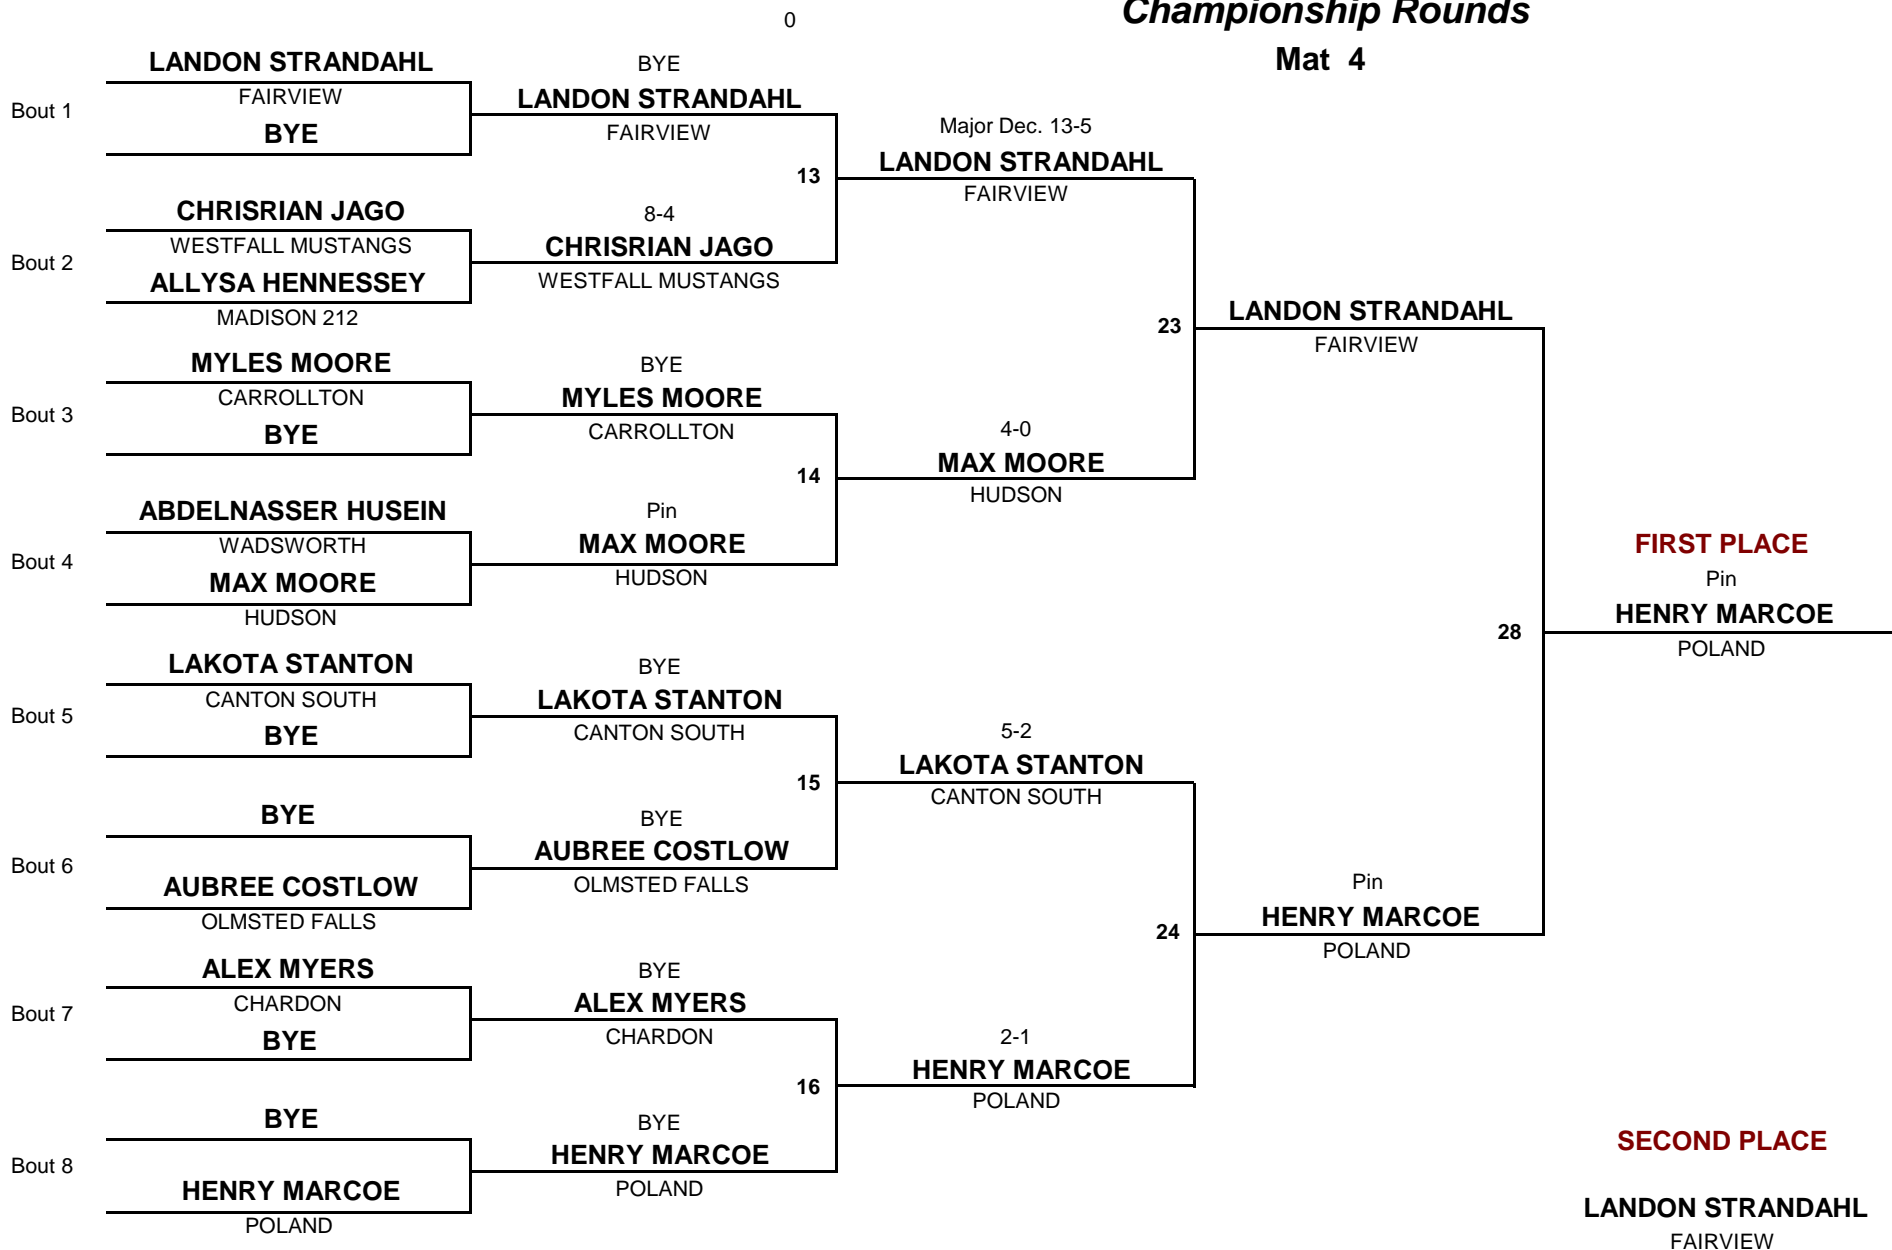 0
Championship Rounds
Mat 4
Bout 1
LANDON STRANDAHL
FAIRVIEW
BYE
Bout 2
CHRISRIAN JAGO
WESTFALL MUSTANGS
ALLYSA HENNESSEY
MADISON 212
Bout 3
MYLES MOORE
CARROLLTON
BYE
Bout 4
ABDELNASSER HUSEIN
WADSWORTH
MAX MOORE
HUDSON
Bout 5
LAKOTA STANTON
CANTON SOUTH
BYE
Bout 6
BYE
AUBREE COSTLOW
OLMSTED FALLS
Bout 7
ALEX MYERS
CHARDON
BYE
Bout 8
BYE
HENRY MARCOE
POLAND
BYE
LANDON STRANDAHL
FAIRVIEW
13
8-4
CHRISRIAN JAGO
WESTFALL MUSTANGS
BYE
MYLES MOORE
CARROLLTON
14
Pin
MAX MOORE
HUDSON
BYE
LAKOTA STANTON
CANTON SOUTH
15
BYE
AUBREE COSTLOW
OLMSTED FALLS
BYE
ALEX MYERS
CHARDON
16
BYE
HENRY MARCOE
POLAND
Major Dec. 13-5
LANDON STRANDAHL
FAIRVIEW
23
4-0
MAX MOORE
HUDSON
5-2
LAKOTA STANTON
CANTON SOUTH
24
2-1
HENRY MARCOE
POLAND
LANDON STRANDAHL
FAIRVIEW
28
Pin
HENRY MARCOE
POLAND
FIRST PLACE
Pin
HENRY MARCOE
POLAND
SECOND PLACE
LANDON STRANDAHL
FAIRVIEW